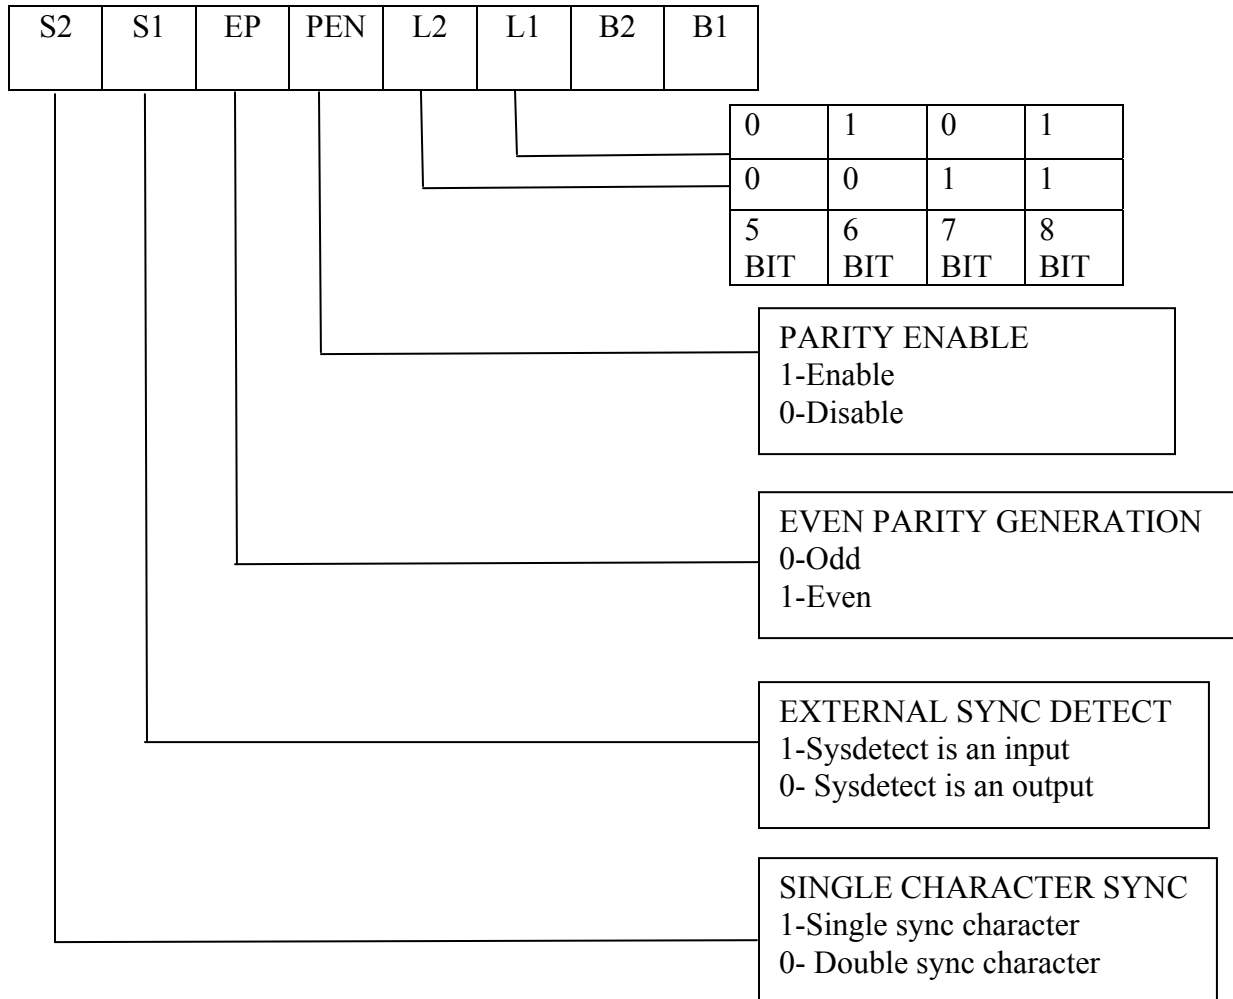 S2 S1 EP PEN L2 L1 B2 B1
0 1 0 1
0 0 1 1
5 6 7 8
BIT BIT BIT BIT
PARITY ENABLE
1-Enable
0-Disable
EVEN PARITY GENERATION
0-Odd
1-Even
EXTERNAL SYNC DETECT
1-Sysdetect is an input
0- Sysdetect is an output
SINGLE CHARACTER SYNC
1-Single sync character
0- Double sync character